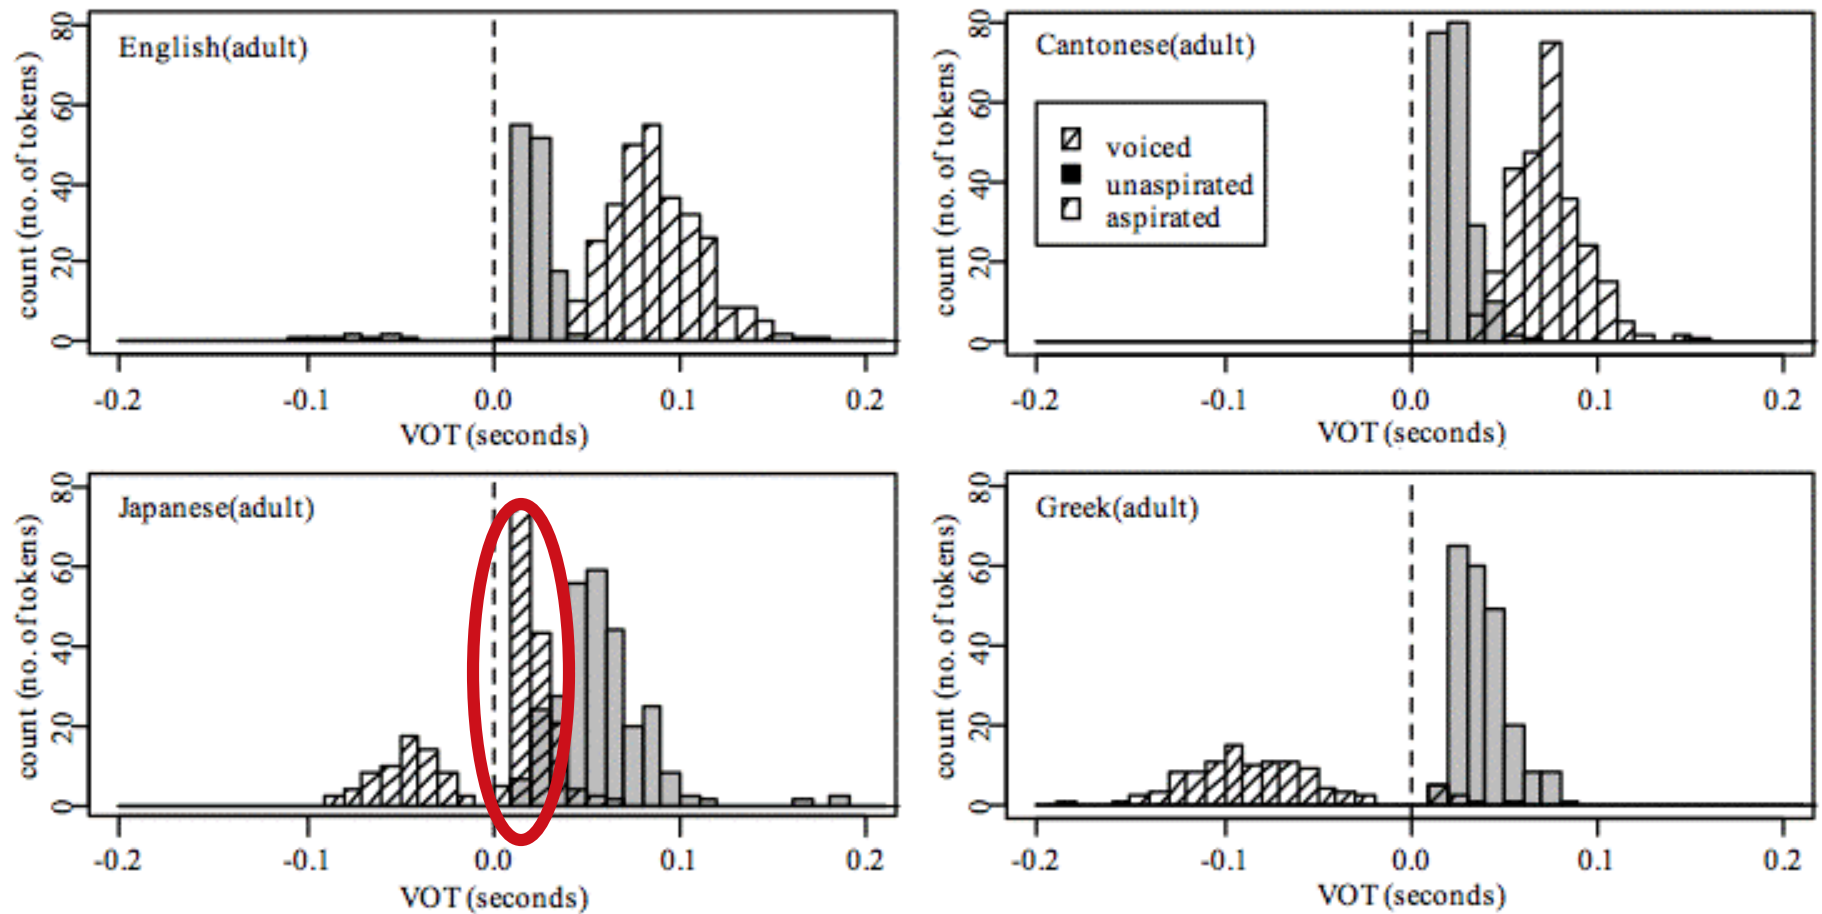 English(adult)
count (no. of tokens)
0 20 40 60 80
-0.2 -0.1 0.0 0.1 0.2
VOT (seconds)
Cantonese(adult)
voiced
unaspirated
aspirated
count (no. of tokens)
0 20 40 60 80
-0.2 -0.1 0.0 0.1 0.2
VOT (seconds)
Japanese(adult)
count (no. of tokens)
0 20 40 60 80
-0.2 -0.1 0.0 0.1 0.2
VOT (seconds)
Greek(adult)
count (no. of tokens)
0 20 40 60 80
-0.2 -0.1 0.0 0.1 0.2
VOT (seconds)